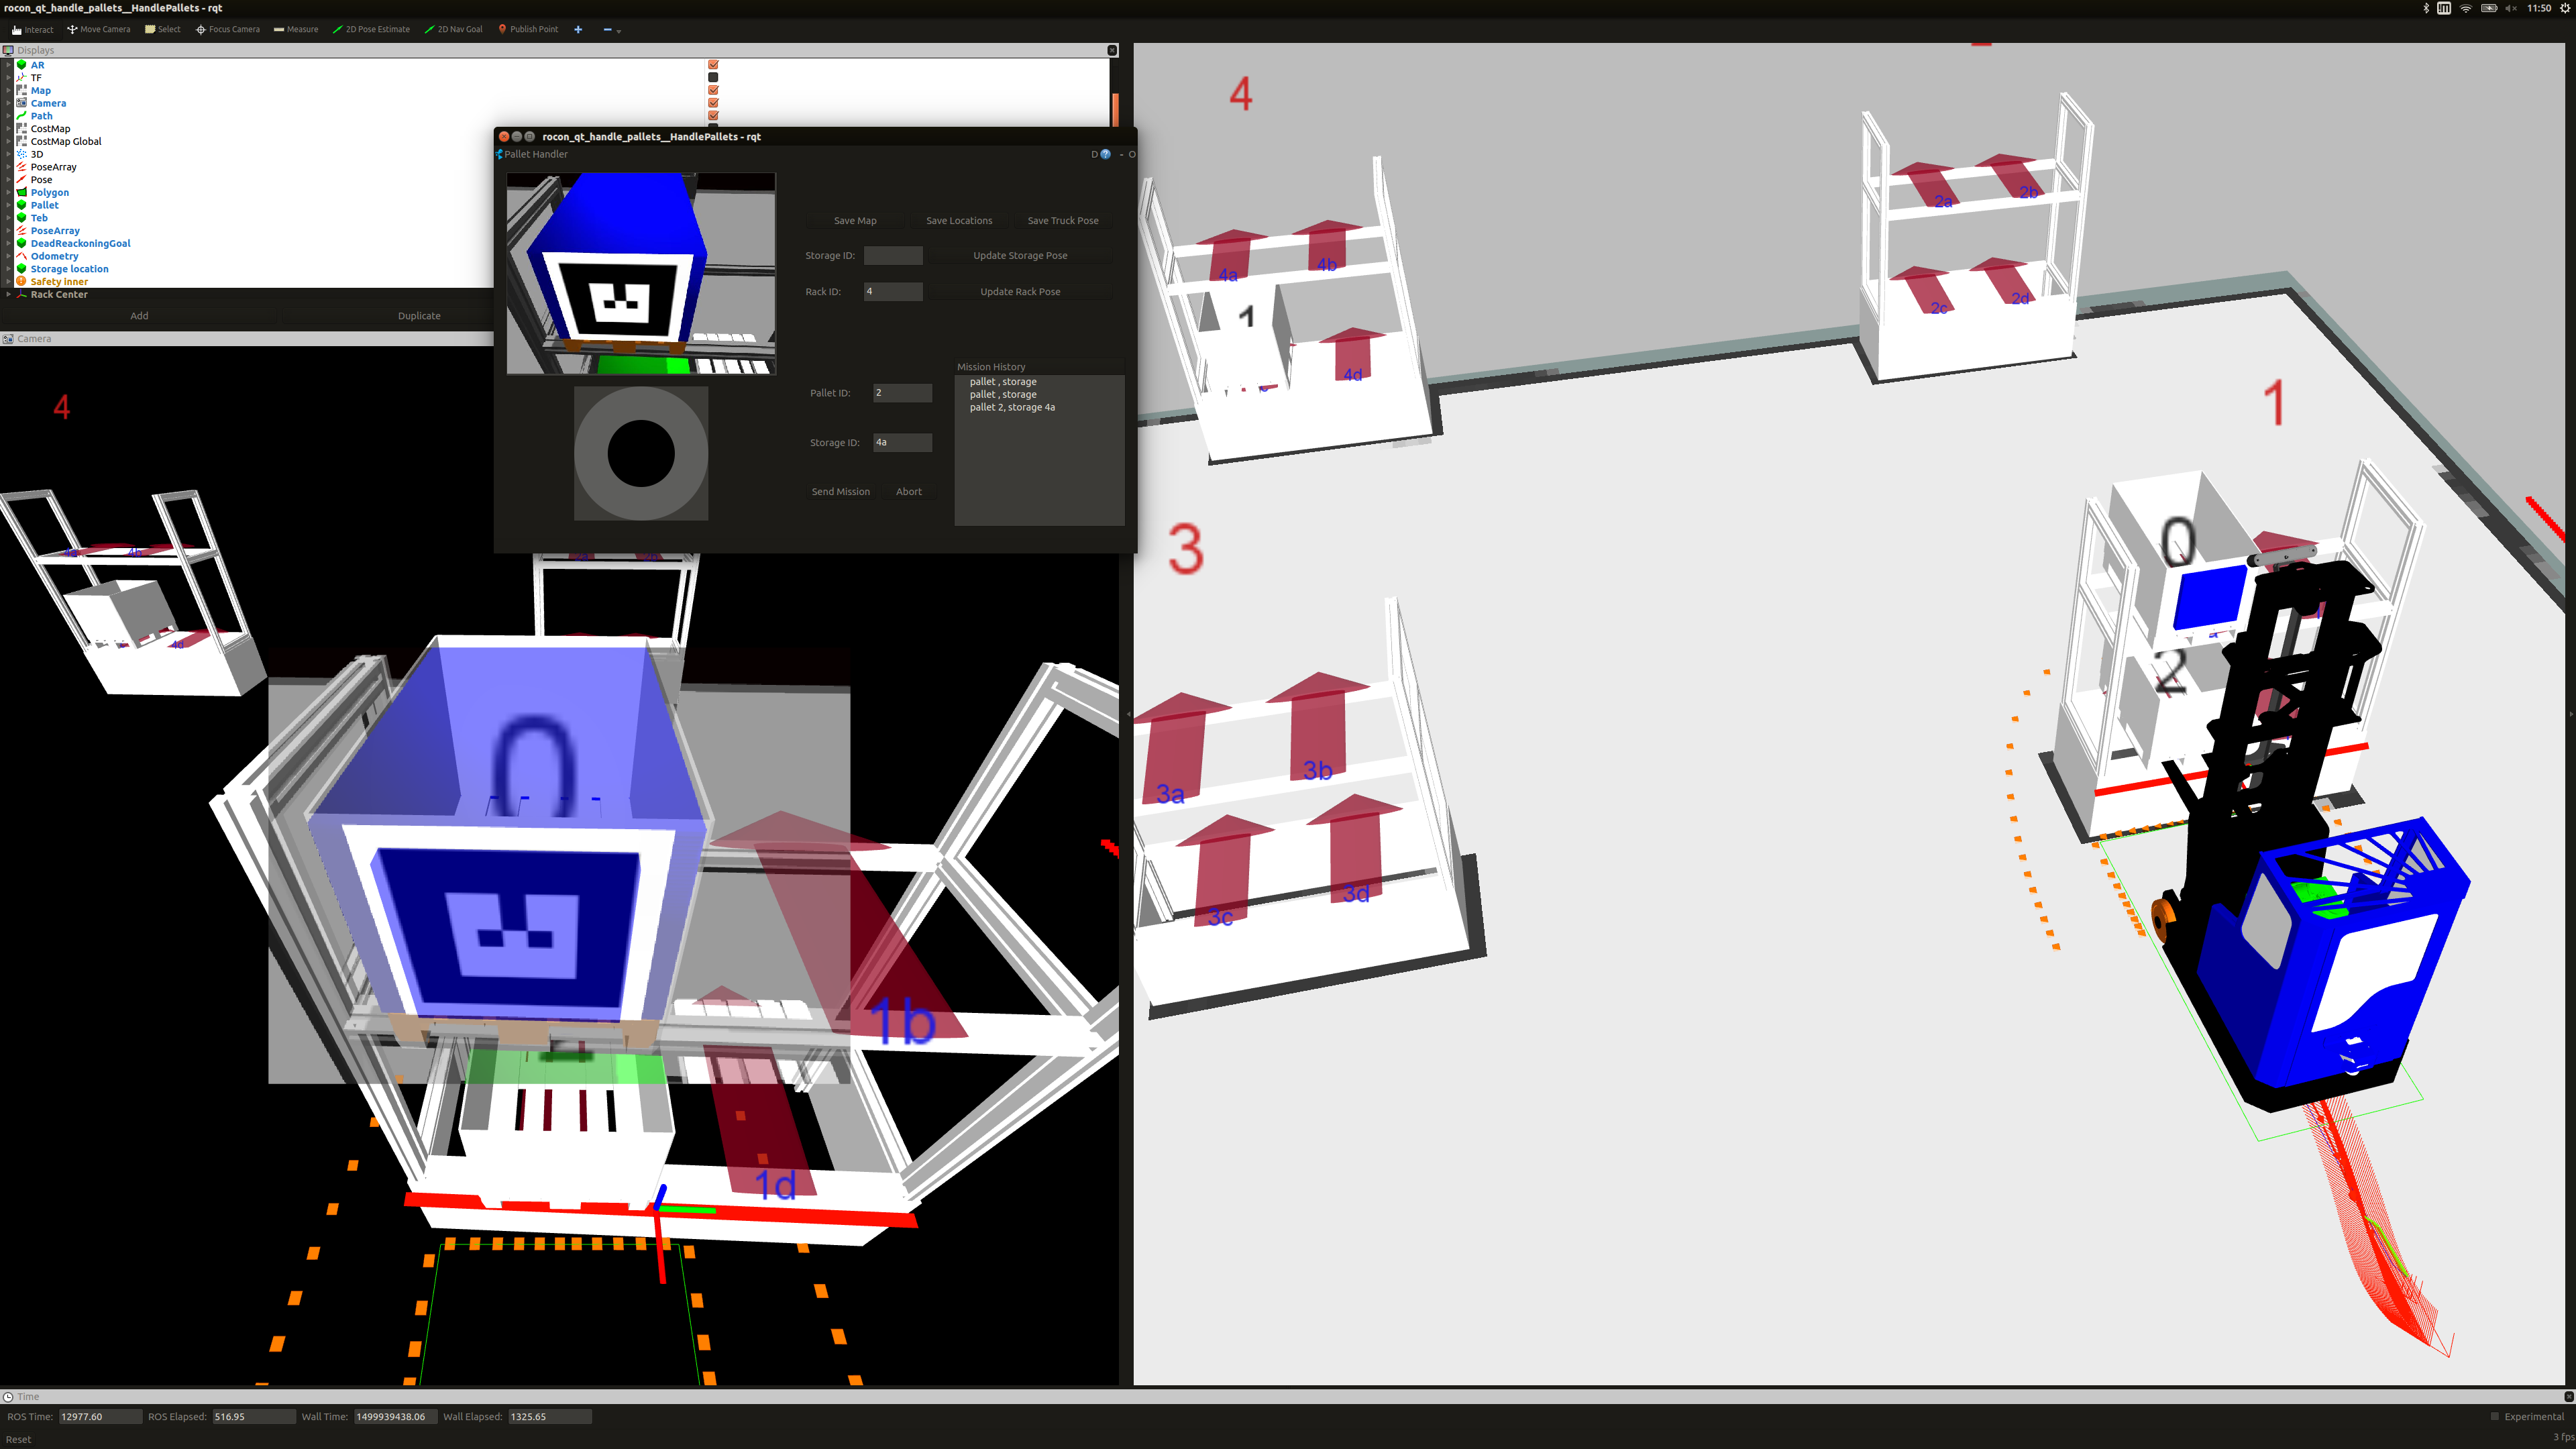 rocon_qt_handle_pallets__HandlePallets - rqt
11:50
Interact Move Camera Select Focus Camera Measure 2D Pose Estimate 2D Nav Goal Publish Point
Displays
AR
TF
Map
Camera
Path
CostMap
CostMap Global
3D
PoseArray
Pose
Polygon
Pallet
Teb
PoseArray
DeadReackoningGoal
Odometry
Storage location
Safety inner
Rack Center
Add Duplicate
Camera
rocon_qt_handle_pallets__HandlePallets - rqt
Pallet Handler
D ? - O
Save Map Save Locations Save Truck Pose
Storage ID: Update Storage Pose
Rack ID: 4 Update Rack Pose
Mission History
pallet , storage
pallet , storage
pallet 2, storage 4a
Pallet ID: 2
Storage ID: 4a
Send Mission Abort
4
4a 4b
2a 2b
4d
0
1b
1d
4
4a 4b
1
4d
2a 2b
2c 2d
1
0
2
3
3a 3b
3c 3d
Time
ROS Time: 12977.60 ROS Elapsed: 516.95 Wall Time: 1499939438.06 Wall Elapsed: 1325.65 Experimental
Reset 3 fps